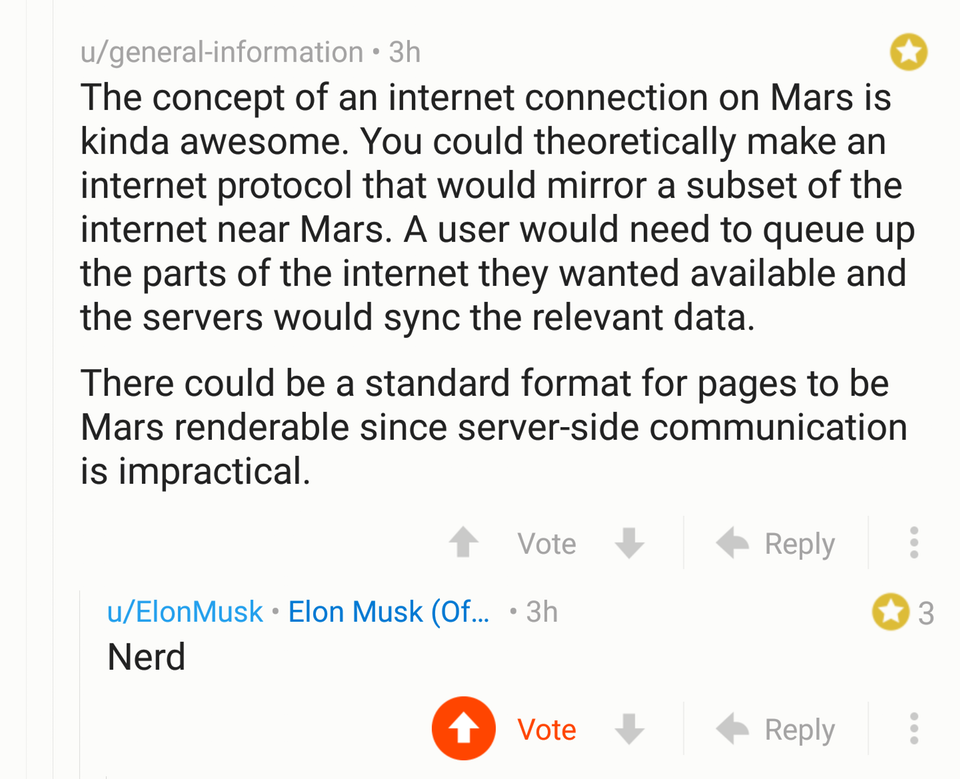 u/general-information • 3h
The concept of an internet connection on Mars is
kinda awesome. You could theoretically make an
internet protocol that would mirror a subset of the
internet near Mars. A user would need to queue up
the parts of the internet they wanted available and
the servers would sync the relevant data.
There could be a standard format for pages to be
Mars renderable since server-side communication
is impractical.
Vote Reply
u/ElonMusk • Elon Musk (Of... • 3h 3
Nerd
Vote Reply